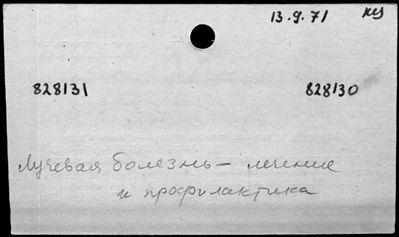 13.9.71
828131 828130
Лучевая болезнь – лечение
и профилактика